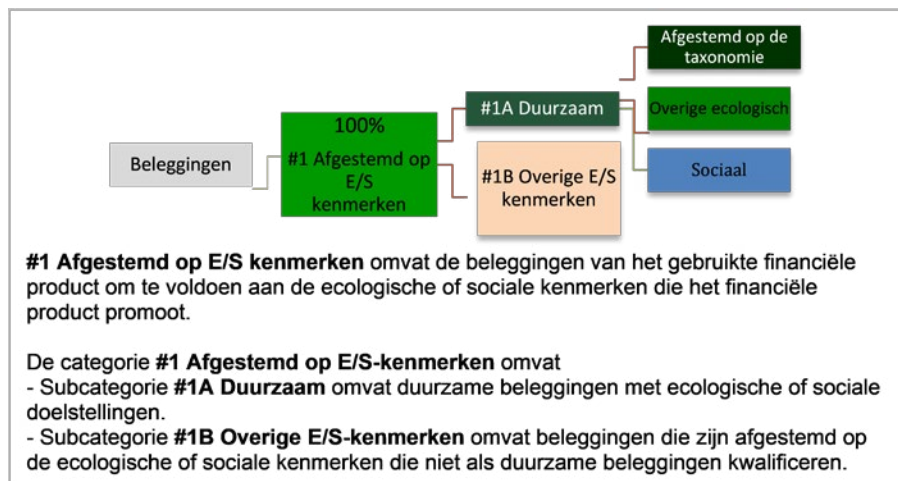 Afgestemd op de
taxonomie
#1A Duurzaam
Overige ecologisch
100%
#1 Afgestemd op
E/S
kenmerken
Beleggingen
#1B Overige E/S
kenmerken
Sociaal
#1 Afgestemd op E/S kenmerken omvat de beleggingen van het gebruikte financiële
product om te voldoen aan de ecologische of sociale kenmerken die het financiële
product promoot.
De categorie #1 Afgestemd op E/S-kenmerken omvat
- Subcategorie #1A Duurzaam omvat duurzame beleggingen met ecologische of sociale
doelstellingen.
- Subcategorie #1B Overige E/S-kenmerken omvat beleggingen die zijn afgestemd op
de ecologische of sociale kenmerken die niet als duurzame beleggingen kwalificeren.